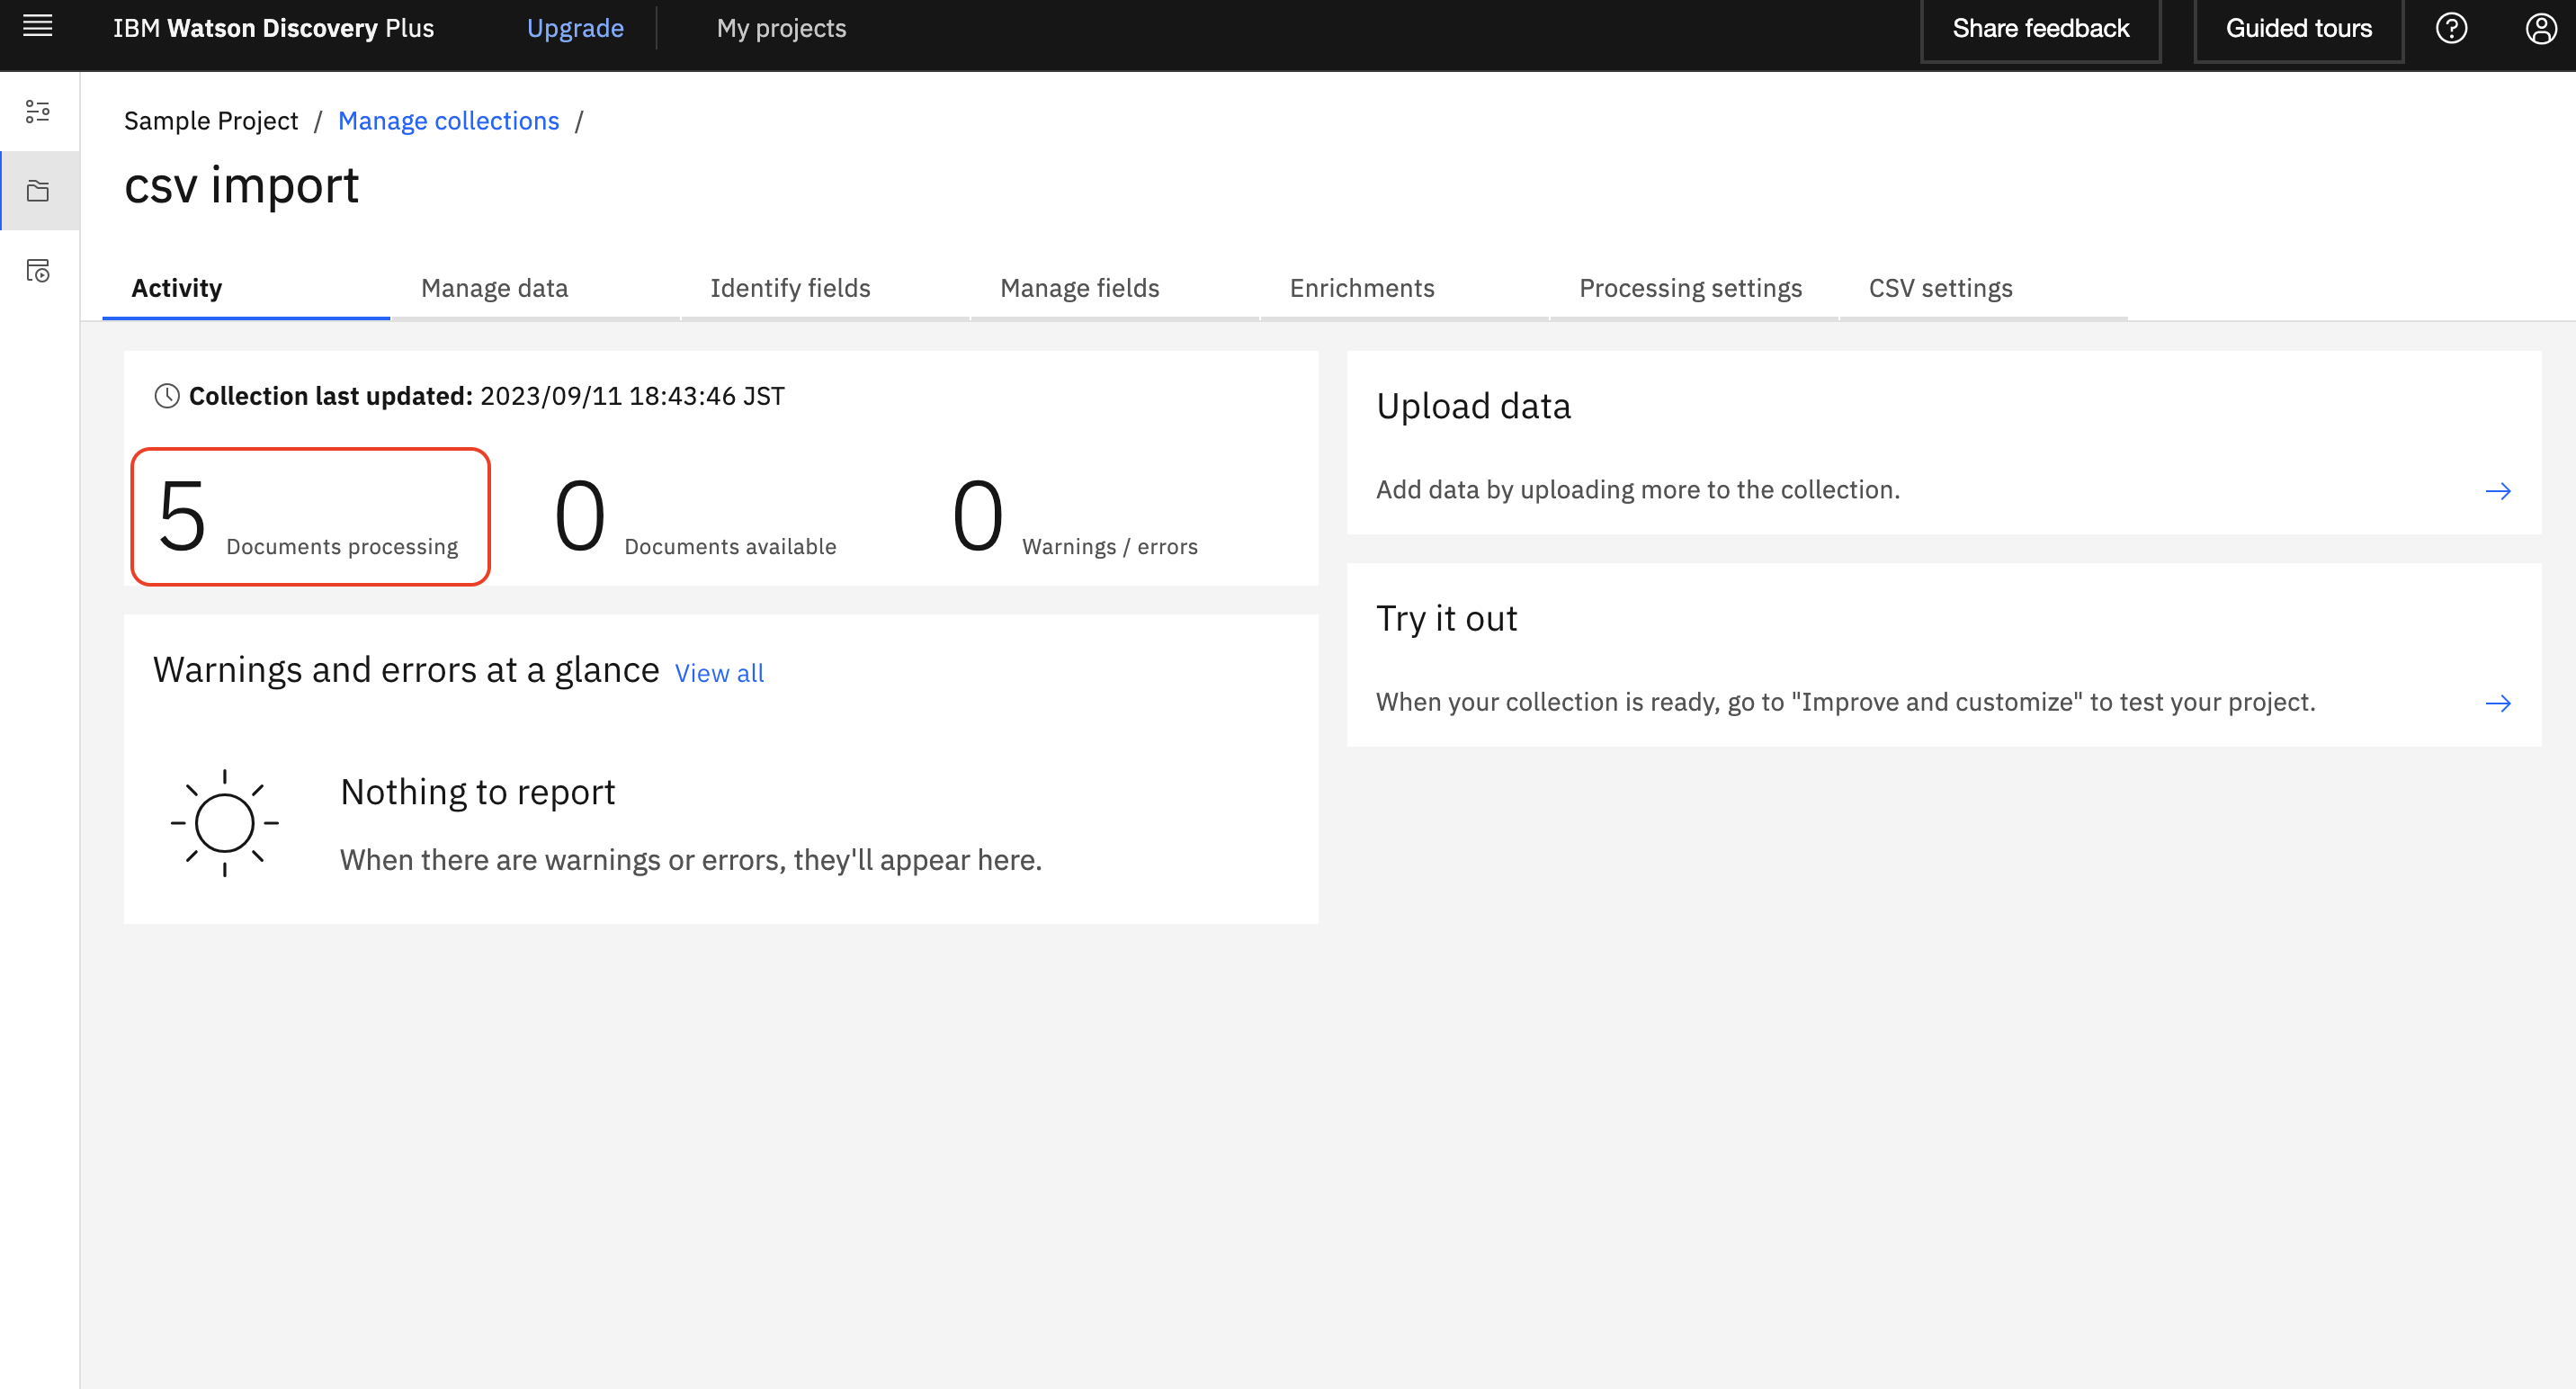 IBM Watson Discovery Plus
Upgrade
My projects
Share feedback
Guided tours
Sample Project / Manage collections /
csv import
Activity
Manage data
Identify fields
Manage fields
Enrichments
Processing settings
CSV settings
Collection last updated: 2023/09/11 18:43:46 JST
5 Documents processing
0 Documents available
0 Warnings / errors
Upload data
Add data by uploading more to the collection.
Try it out
When your collection is ready, go to "Improve and customize" to test your project.
Warnings and errors at a glance View all
Nothing to report
When there are warnings or errors, they'll appear here.